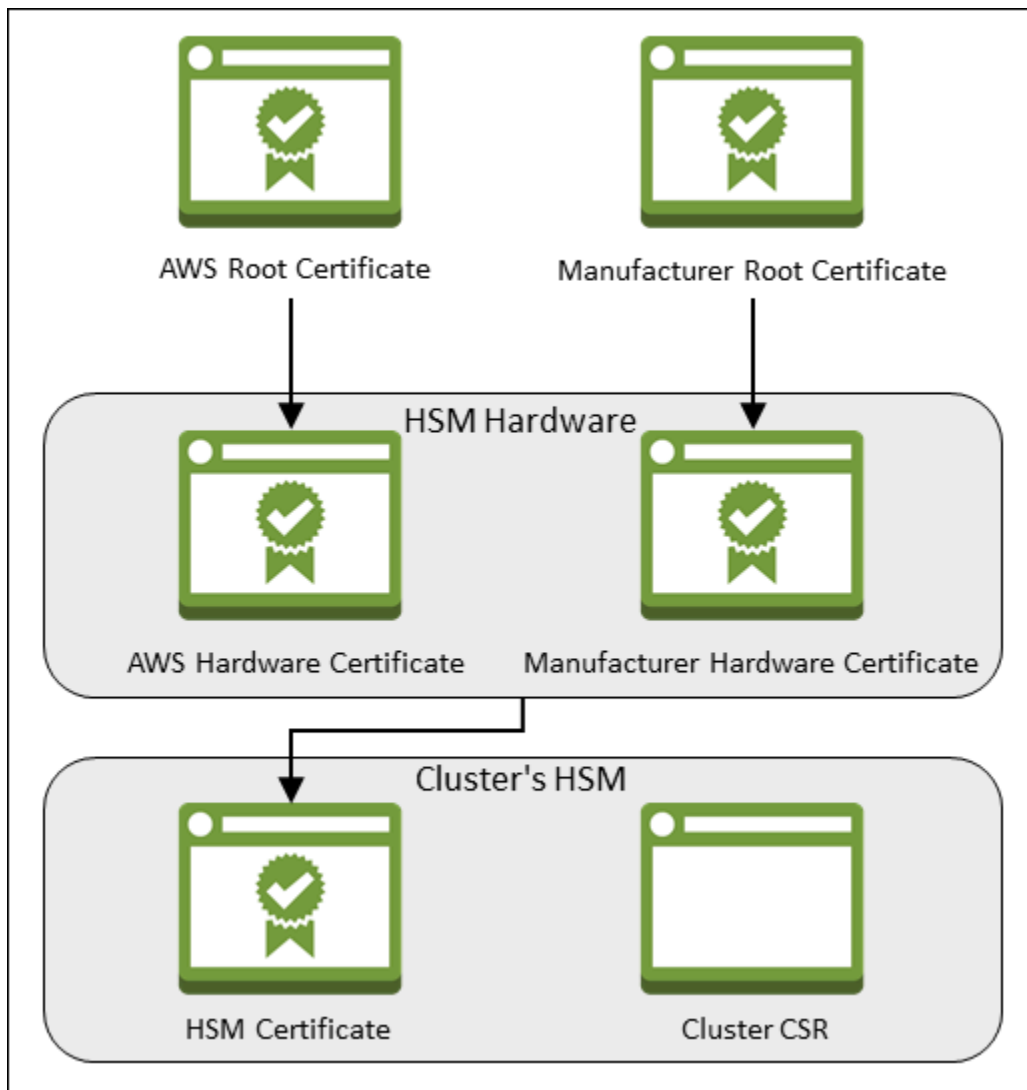 AWS Root Certificate
Manufacturer Root Certificate
HSM Hardware
AWS Hardware Certificate
Manufacturer Hardware Certificate
Cluster's HSM
HSM Certificate
Cluster CSR